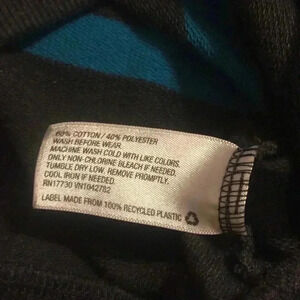 60% COTTON / 40% POLYESTER
WASH BEFORE WEAR.
MACHINE WASH COLD WITH LIKE COLORS.
ONLY NON-CHLORINE BLEACH IF NEEDED.
TUMBLE DRY LOW. REMOVE PROMPTLY.
COOL IRON IF NEEDED.
RN17730 VN1042782
LABEL MADE FROM 100% RECYCLED PLASTIC